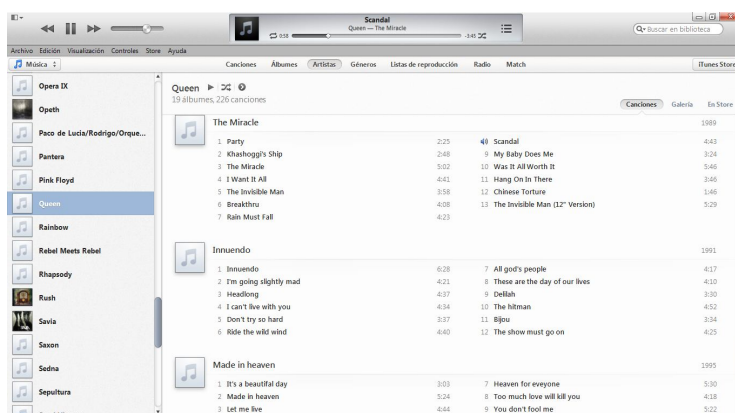 Scandal
Queen — The Miracle
0:58
-3:45
Buscar en biblioteca
Archivo Edición Visualización Controles Store Ayuda
Música
Canciones Álbumes Artistas Géneros Listas de reproducción Radio Match
iTunes Store
Opera IX
Opeth
Paco de Lucia/Rodrigo/Orque...
Pantera
Pink Floyd
Queen
Rainbow
Rebel Meets Rebel
Rhapsody
Rush
Savia
Saxon
Sedna
Sepultura
Queen
19 álbumes, 226 canciones
Canciones Galería En Store
The Miracle 1989
1 Party 2:25
2 Khashoggi's Ship 2:48
3 The Miracle 5:02
4 I Want It All 4:41
5 The Invisible Man 3:58
6 Breakthru 4:08
7 Rain Must Fall 4:23
Scandal 4:43
9 My Baby Does Me 3:24
10 Was It All Worth It 5:46
11 Hang On In There 3:46
12 Chinese Torture 1:46
13 The Invisible Man (12" Version) 5:29
Innuendo 1991
1 Innuendo 6:28
2 I'm going slightly mad 4:21
3 Headlong 4:37
4 I can't live with you 4:34
5 Don't try so hard 3:37
6 Ride the wild wind 4:40
7 All god's people 4:17
8 These are the day of our lives 4:10
9 Delilah 3:30
10 The hitman 4:52
11 Bijou 3:34
12 The show must go on 4:25
Made in heaven 1995
1 It's a beautifal day 3:03
2 Made in heaven 5:24
3 Let me live 4:44
7 Heaven for eveyone 5:30
8 Too much love will kill you 4:18
9 You don't fool me 5:22